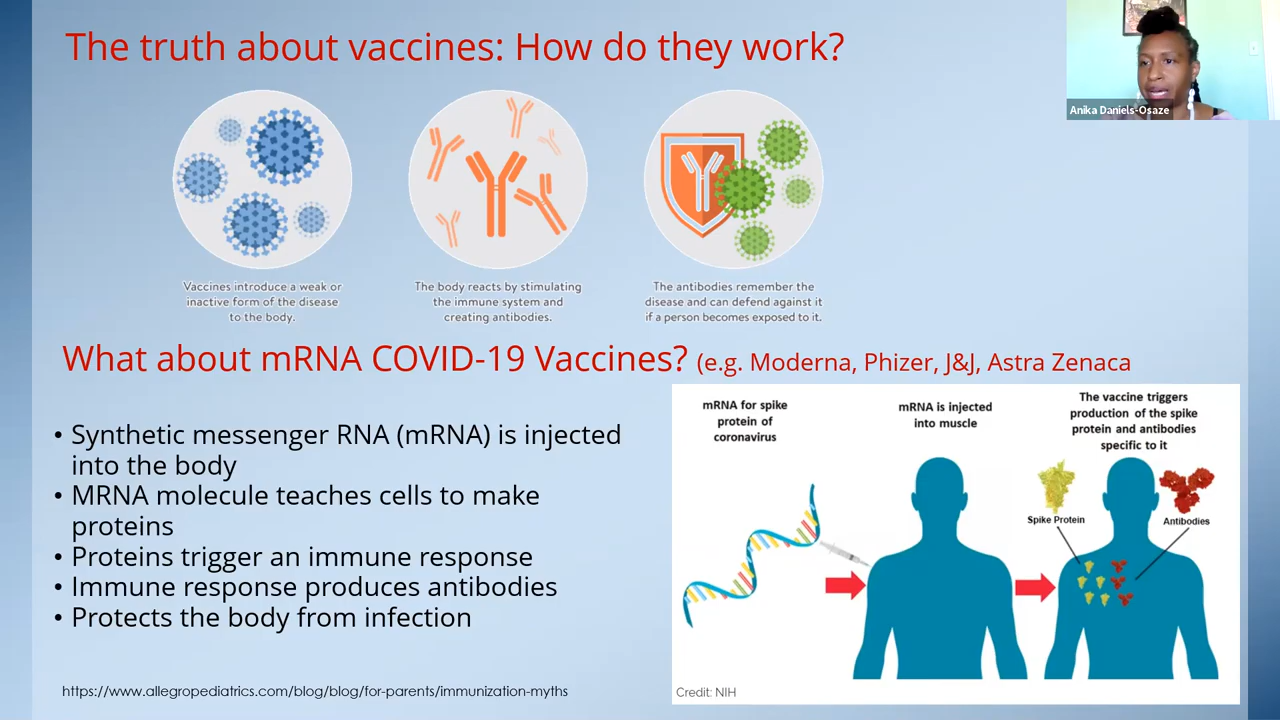 The truth about vaccines: How do they work?
Anika Daniels-Osaze
Vaccines introduce a weak or
inactive form of the disease
to the body.
The body reacts by stimulating
the immune system and
creating antibodies.
The antibodies remember the
disease and can defend against it
if a person becomes exposed to it.
What about mRNA COVID-19 Vaccines? (e.g. Moderna, Phizer, J&J, Astra Zenaca
• Synthetic messenger RNA (mRNA) is injected
into the body
• MRNA molecule teaches cells to make
proteins
• Proteins trigger an immune response
• Immune response produces antibodies
• Protects the body from infection
mRNA for spike
protein of
coronavirus
mRNA is injected
into muscle
The vaccine triggers
production of the spike
protein and antibodies
specific to it
Spike Protein
Antibodies
Credit: NIH
https://www.allegropediatrics.com/blog/blog/for-parents/immunization-myths